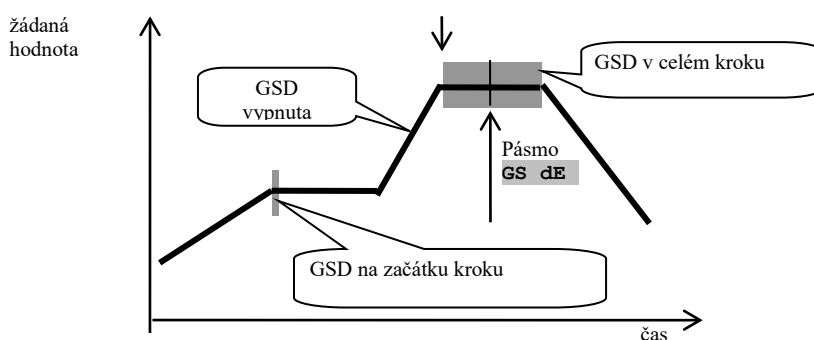 žádaná
hodnota
GSD
vypnuta
GSD v celém kroku
Pásmo
GS dE
GSD na začátku kroku
čas